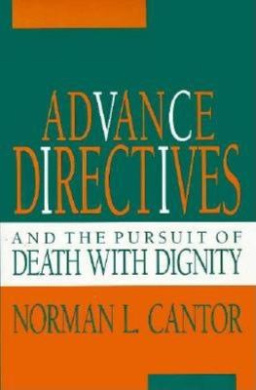 ADVANCE
DIRECTIVES
AND THE PURSUIT OF
DEATH WITH DIGNITY
NORMAN L. CANTOR